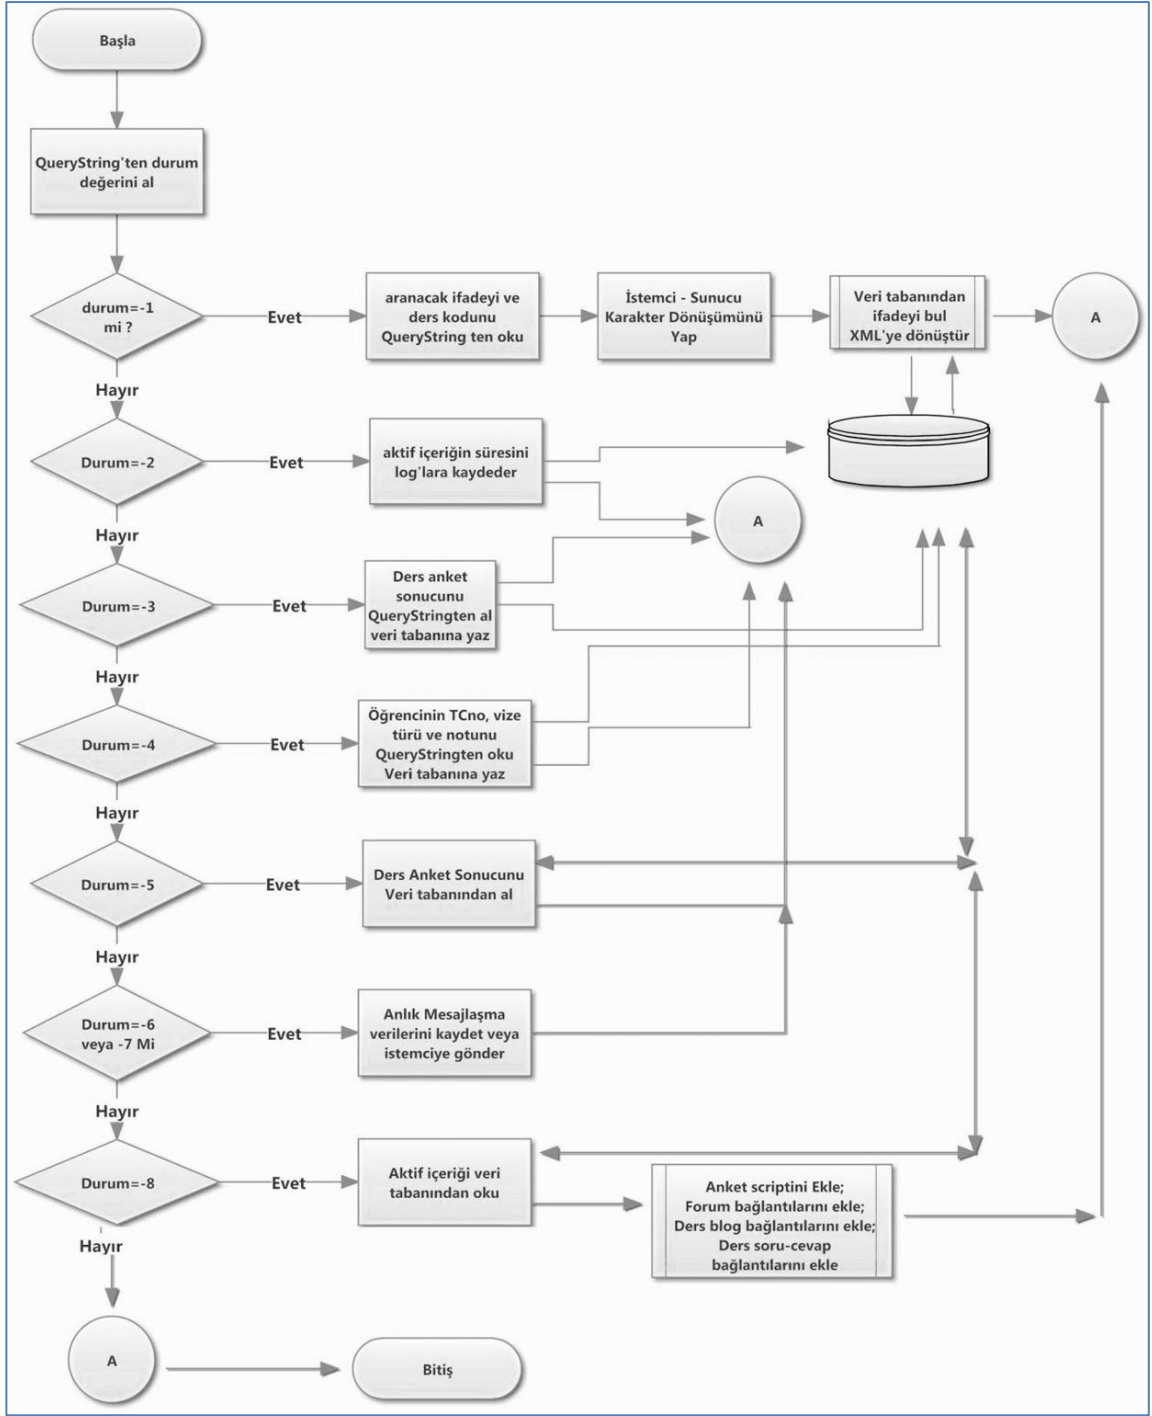 Başla
QueryString'ten durum
değerini al
durum=-1
mi ?
Evet
aranacak ifadeyi ve
ders kodunu
QueryString ten oku
İstemci - Sunucu
Karakter Dönüşümünü
Yap
Veri tabanından
ifadeyi bul
XML'ye dönüştür
A
Hayır
Durum=-2
Evet
aktif içeriğin süresini
log'lara kaydeder
A
Hayır
Durum=-3
Evet
Ders anket
sonucunu
QueryStringten al
veri tabanına yaz
Hayır
Durum=-4
Evet
Öğrencinin TCno, vize
türü ve notunu
QueryStringten oku
Veri tabanına yaz
Hayır
Durum=-5
Evet
Ders Anket Sonucunu
Veri tabanından al
Hayır
Durum=-6
veya -7 Mi
Evet
Anlık Mesajlaşma
verilerini kaydet veya
istemciye gönder
Hayır
Durum=-8
Evet
Aktif içeriği veri
tabanından oku
Anket scriptini Ekle;
Forum bağlantılarını ekle;
Ders blog bağlantılarını ekle;
Ders soru-cevap
bağlantılarını ekle
Hayır
A
Bitiş